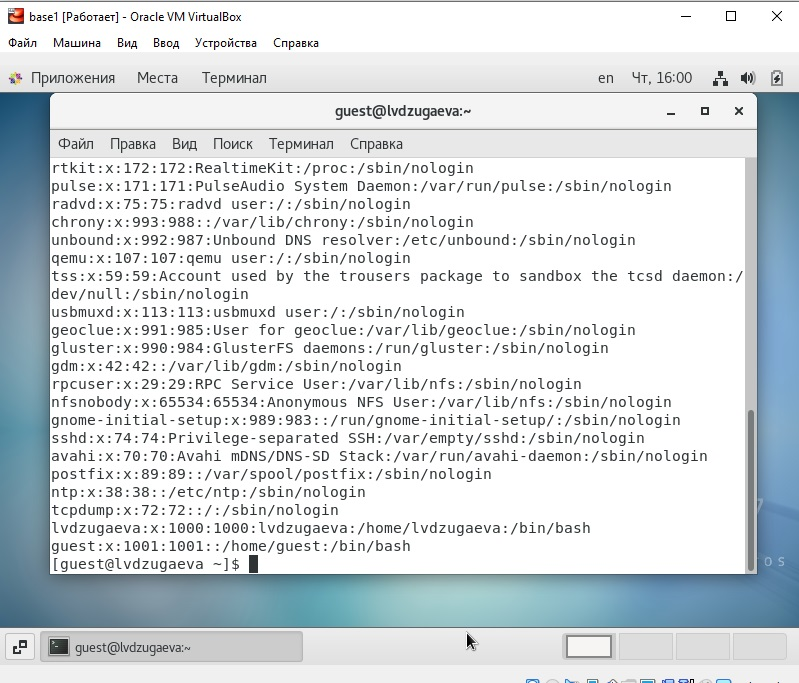 base1 [Работает] - Oracle VM VirtualBox
Файл Машина Вид Ввод Устройства Справка
Приложения Места Терминал en Чт, 16:00
guest@lvdzugaeva:~
Файл Правка Вид Поиск Терминал Справка
rtkit:x:172:172:RealtimeKit:/proc:/sbin/nologin
pulse:x:171:171:PulseAudio System Daemon:/var/run/pulse:/sbin/nologin
radvd:x:75:75:radvd user:/:/sbin/nologin
chrony:x:993:988::/var/lib/chrony:/sbin/nologin
unbound:x:992:987:Unbound DNS resolver:/etc/unbound:/sbin/nologin
qemu:x:107:107:qemu user:/:/sbin/nologin
tss:x:59:59:Account used by the trousers package to sandbox the tcsd daemon:/
dev/null:/sbin/nologin
usbmuxd:x:113:113:usbmuxd user:/:/sbin/nologin
geoclue:x:991:985:User for geoclue:/var/lib/geoclue:/sbin/nologin
gluster:x:990:984:GlusterFS daemons:/run/gluster:/sbin/nologin
gdm:x:42:42::/var/lib/gdm:/sbin/nologin
rpcuser:x:29:29:RPC Service User:/var/lib/nfs:/sbin/nologin
nfsnobody:x:65534:65534:Anonymous NFS User:/var/lib/nfs:/sbin/nologin
gnome-initial-setup:x:989:983::/run/gnome-initial-setup/:/sbin/nologin
sshd:x:74:74:Privilege-separated SSH:/var/empty/sshd:/sbin/nologin
avahi:x:70:70:Avahi mDNS/DNS-SD Stack:/var/run/avahi-daemon:/sbin/nologin
postfix:x:89:89::/var/spool/postfix:/sbin/nologin
ntp:x:38:38::/etc/ntp:/sbin/nologin
tcpdump:x:72:72::/:/sbin/nologin
lvdzugaeva:x:1000:1000:lvdzugaeva:/home/lvdzugaeva:/bin/bash
guest:x:1001:1001::/home/guest:/bin/bash
[guest@lvdzugaeva ~]$
7
OS
guest@lvdzugaeva:~